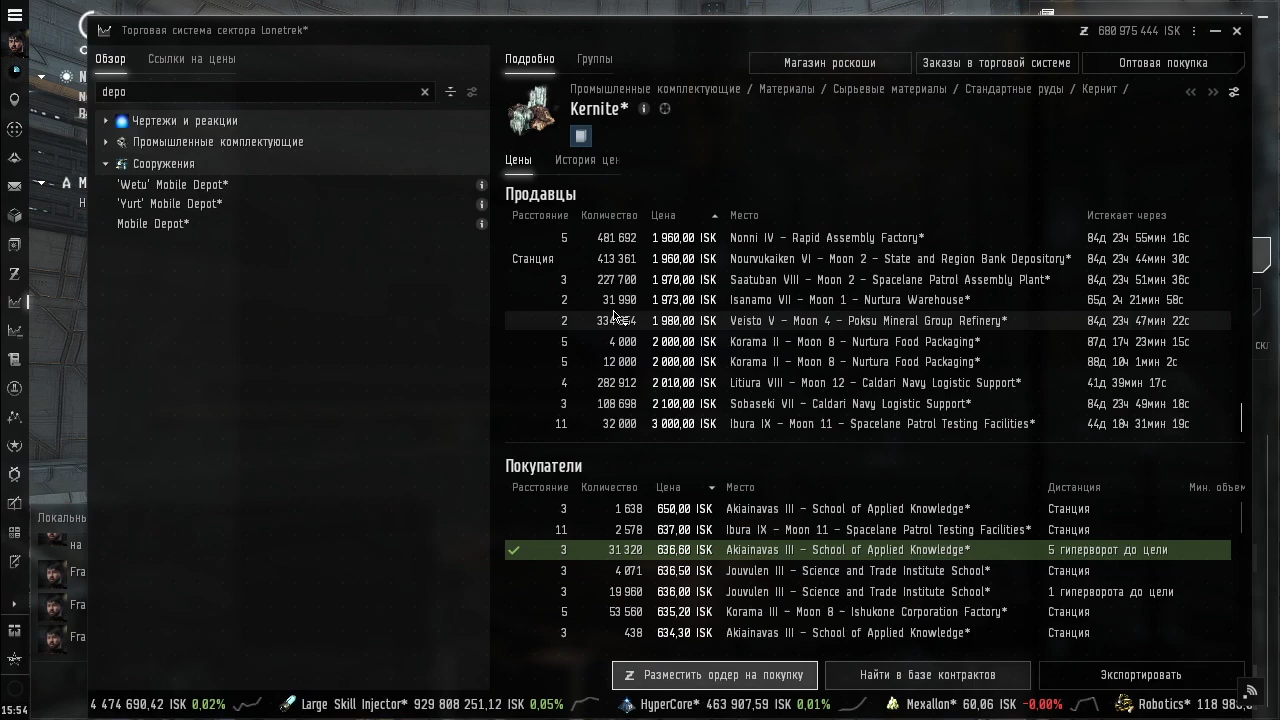 Торговая система сектора Lonetrek*
680 975 444 ISK
Обзор
Ссылки на цены
depo
Чертежи и реакции
Промышленные комплектующие
Сооружения
'Wetu' Mobile Depot*
'Yurt' Mobile Depot*
Mobile Depot*
Подробно
Группы
Магазин роскоши
Заказы в торговой системе
Оптовая покупка
Промышленные комплектующие / Материалы / Сырьевые материалы / Стандартные руды / Кернит /
Kernite*
Цены
История цен
Продавцы
Расстояние Количество Цена Место Истекает через
5 481 692 1 960,00 ISK Nonni IV - Rapid Assembly Factory* 84д 23ч 55мин 16с
Станция 413 361 1 960,00 ISK Nourvukaiken VI - Moon 2 - State and Region Bank Depository* 84д 23ч 44мин 30с
3 227 700 1 970,00 ISK Saatuban VIII - Moon 2 - Spacelane Patrol Assembly Plant* 84д 23ч 51мин 36с
2 31 990 1 973,00 ISK Isanamo VII - Moon 1 - Nurtura Warehouse* 65д 2ч 21мин 58с
2 1 980,00 ISK Veisto V - Moon 4 - Poksu Mineral Group Refinery* 84д 23ч 47мин 22с
5 4 000 2 000,00 ISK Korama II - Moon 8 - Nurtura Food Packaging* 87д 17ч 23мин 15с
5 12 000 2 000,00 ISK Korama II - Moon 8 - Nurtura Food Packaging* 88д 10ч 1мин 2с
4 282 912 2 010,00 ISK Litiura VIII - Moon 12 - Caldari Navy Logistic Support* 41д 39мин 17с
3 108 698 2 100,00 ISK Sobaseki VII - Caldari Navy Logistic Support* 84д 23ч 49мин 18с
11 32 000 3 000,00 ISK Ibura IX - Moon 11 - Spacelane Patrol Testing Facilities* 44д 18ч 31мин 19с
Покупатели
Расстояние Количество Цена Место Дистанция Мин. объем
3 1 638 650,00 ISK Akiainavas III - School of Applied Knowledge* Станция
11 2 578 637,00 ISK Ibura IX - Moon 11 - Spacelane Patrol Testing Facilities* Станция
3 31 320 636,60 ISK Akiainavas III - School of Applied Knowledge* 5 гиперворот до цели
3 4 071 636,50 ISK Jouvulen III - Science and Trade Institute School* Станция
3 19 960 636,00 ISK Jouvulen III - Science and Trade Institute School* 1 гиперворота до цели
5 53 560 635,20 ISK Korama III - Moon 8 - Ishukone Corporation Factory* Станция
3 438 634,30 ISK Akiainavas III - School of Applied Knowledge* Станция
Разместить ордер на покупку
Найти в базе контрактов
Экспортировать
Локальны
на
Fra
Fra
Fra
15:54
4 474 690,42 ISK 0,02% Large Skill Injector* 929 808 251,12 ISK 0,05% HyperCore* 463 907,59 ISK 0,01% Mexallon* 60,06 ISK -0,00% Robotics* 118 98